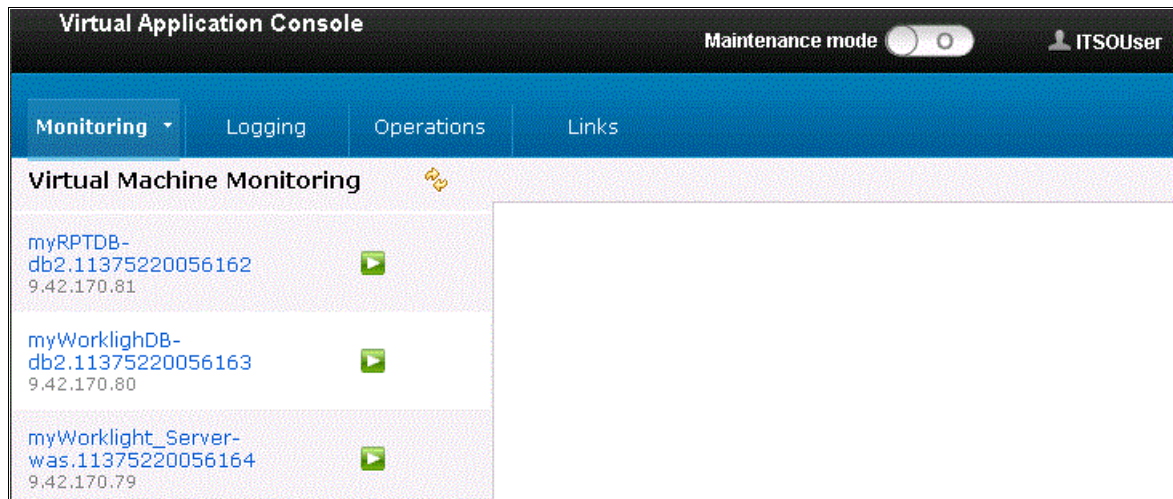 Virtual Application Console
Maintenance mode
ITSOUser
Monitoring
Logging
Operations
Links
Virtual Machine Monitoring
myRPTDB-
db2.11375220056162
9.42.170.81
myWorklighDB-
db2.11375220056163
9.42.170.80
myWorklight_Server-
was.11375220056164
9.42.170.79